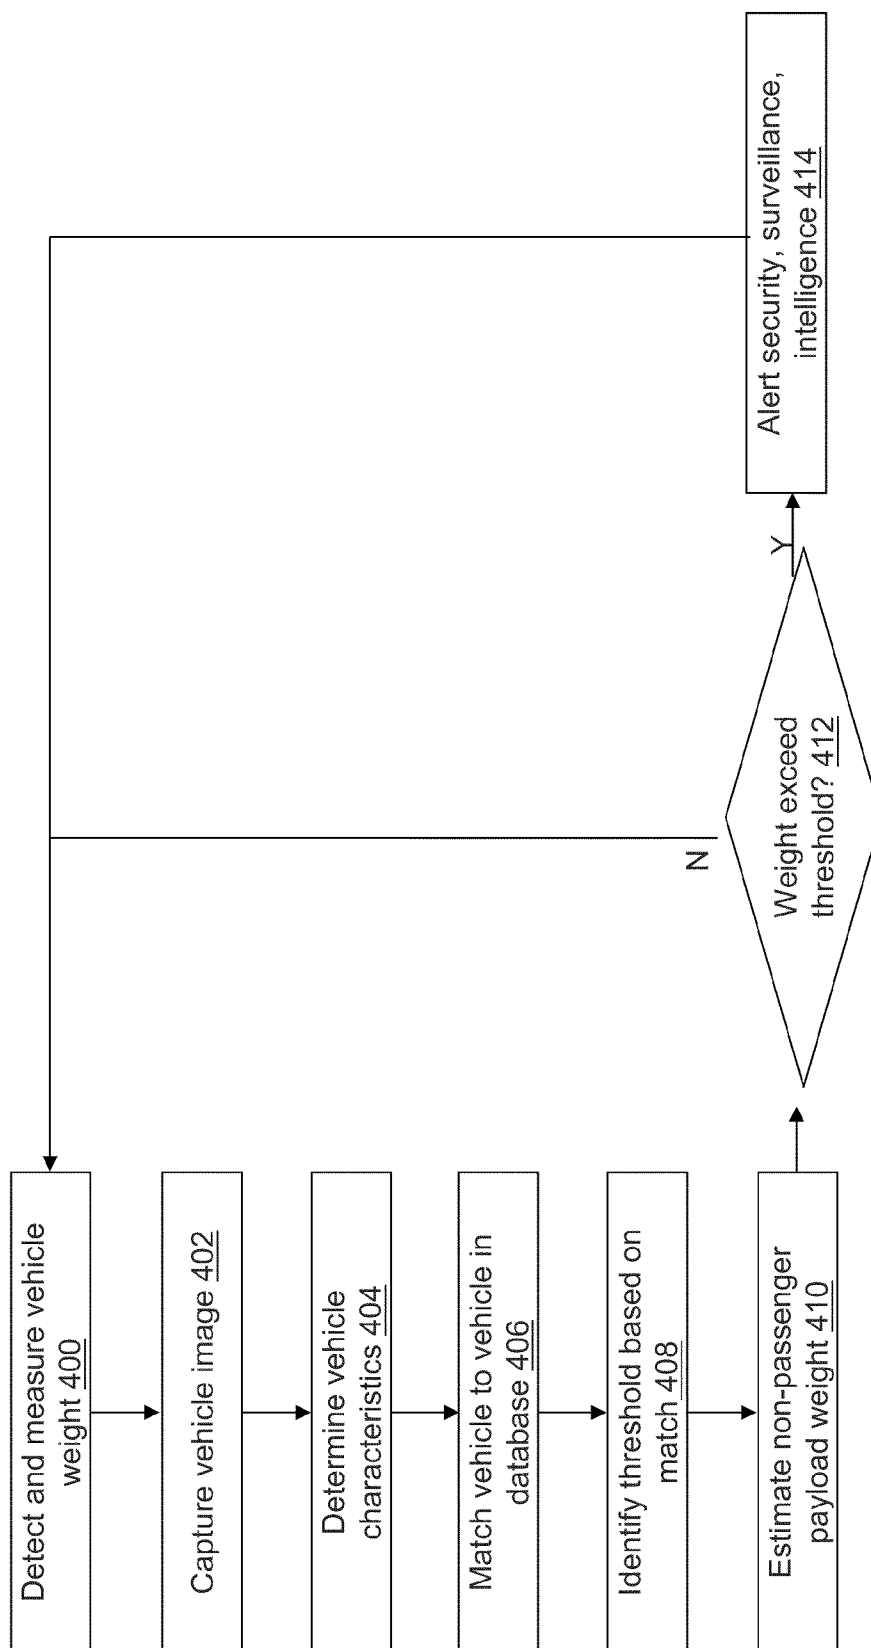 Detect and measure vehicle
weight 400
Capture vehicle image 402
Determine vehicle
characteristics 404
Match vehicle to vehicle in
database 406
Identify threshold based on
match 408
Estimate non-passenger
payload weight 410
Weight exceed
threshold? 412
N
Y
Alert security, surveillance,
intelligence 414